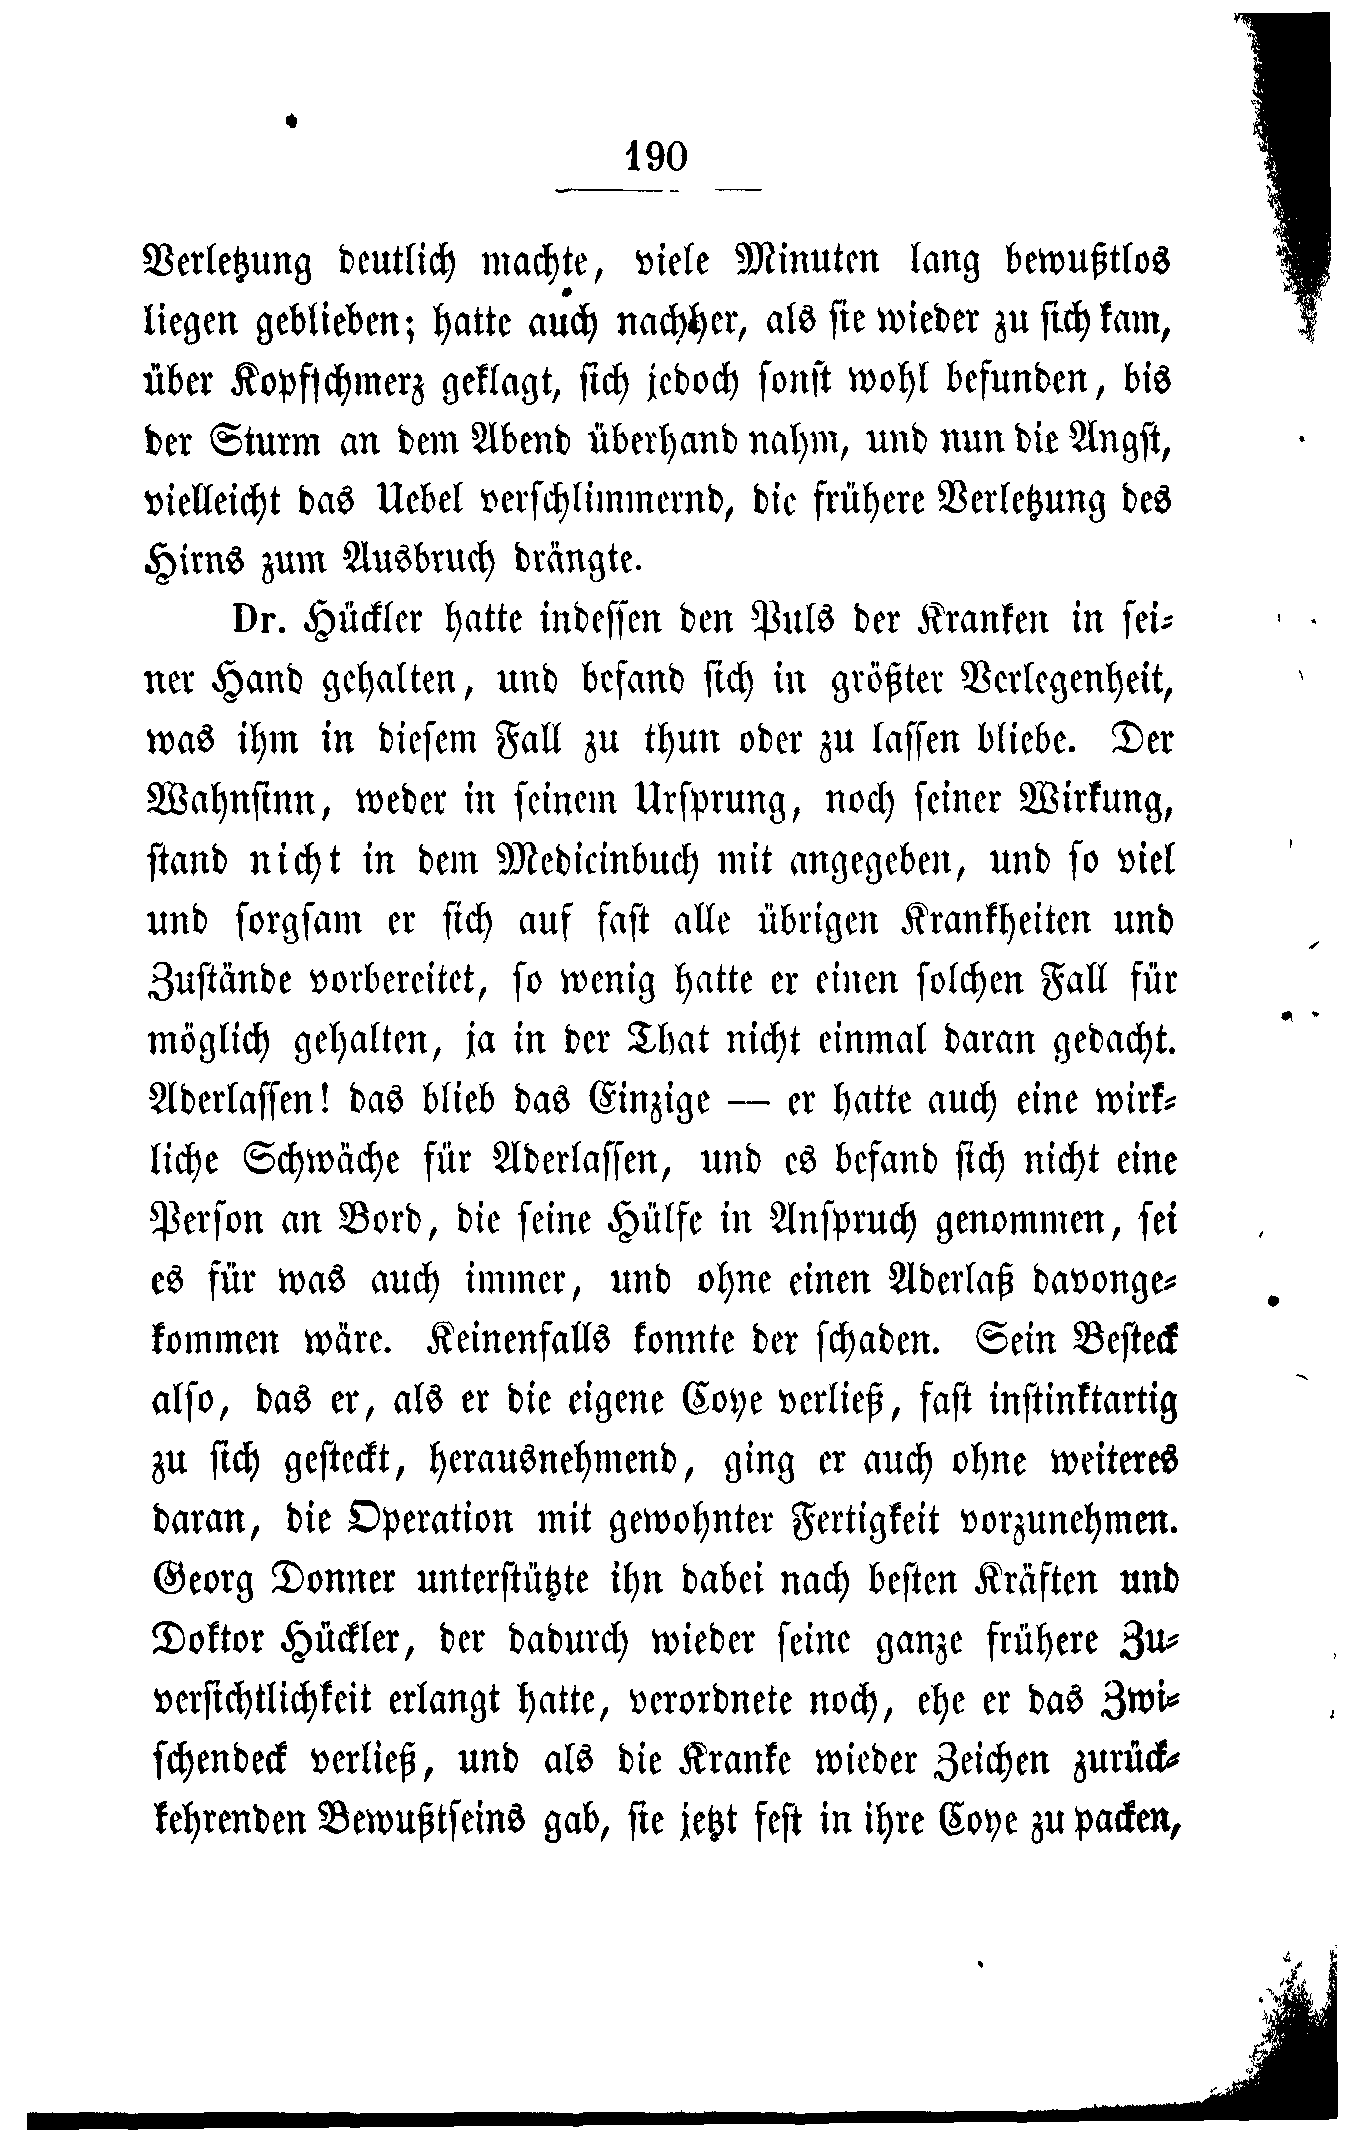 190
Verletzung deutlich machte, viele Minuten lang bewußtlos
liegen geblieben; hatte auch nachher, als sie wieder zu sich kam,
über Kopfschmerz geklagt, sich jedoch sonst wohl befunden, bis
der Sturm an dem Abend überhand nahm, und nun die Angst,
vielleicht das Uebel verschlimmernd, die frühere Verletzung des
Hirns zum Ausbruch drängte.
Dr. Hückler hatte indessen den Puls der Kranken in sei-
ner Hand gehalten, und befand sich in größter Verlegenheit,
was ihm in diesem Fall zu thun oder zu lassen bliebe. Der
Wahnsinn, weder in seinem Ursprung, noch seiner Wirkung,
stand nicht in dem Medicinbuch mit angegeben, und so viel
und sorgsam er sich auf fast alle übrigen Krankheiten und
Zustände vorbereitet, so wenig hatte er einen solchen Fall für
möglich gehalten, ja in der That nicht einmal daran gedacht.
Aderlassen! das blieb das Einzige — er hatte auch eine wirk-
liche Schwäche für Aderlassen, und es befand sich nicht eine
Person an Bord, die seine Hülfe in Anspruch genommen, sei
es für was auch immer, und ohne einen Aderlaß davonge-
kommen wäre. Keinenfalls konnte der schaden. Sein Besteck
also, das er, als er die eigene Coye verließ, fast instinktartig
zu sich gesteckt, herausnehmend, ging er auch ohne weiteres
daran, die Operation mit gewohnter Fertigkeit vorzunehmen.
Georg Donner unterstützte ihn dabei nach besten Kräften und
Doktor Hückler, der dadurch wieder seine ganze frühere Zu-
versichtlichkeit erlangt hatte, verordnete noch, ehe er das Zwi-
schendeck verließ, und als die Kranke wieder Zeichen zurück-
kehrenden Bewußtseins gab, sie jetzt fest in ihre Coye zu packen,